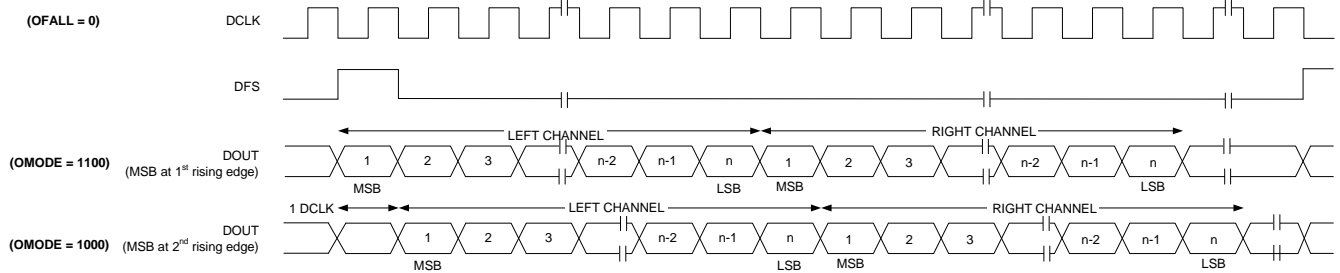 (OFALL = 0) DCLK
DFS
LEFT CHANNEL RIGHT CHANNEL
(OMODE = 1100) DOUT 1 2 3 n-2 n-1 n 1 2 3 n-2 n-1 n
(MSB at 1st rising edge)
MSB LSB MSB LSB
1 DCLK LEFT CHANNEL RIGHT CHANNEL
(OMODE = 1000) DOUT 1 2 3 n-2 n-1 n 1 2 3 n-2 n-1 n
(MSB at 2nd rising edge)
MSB LSB MSB LSB